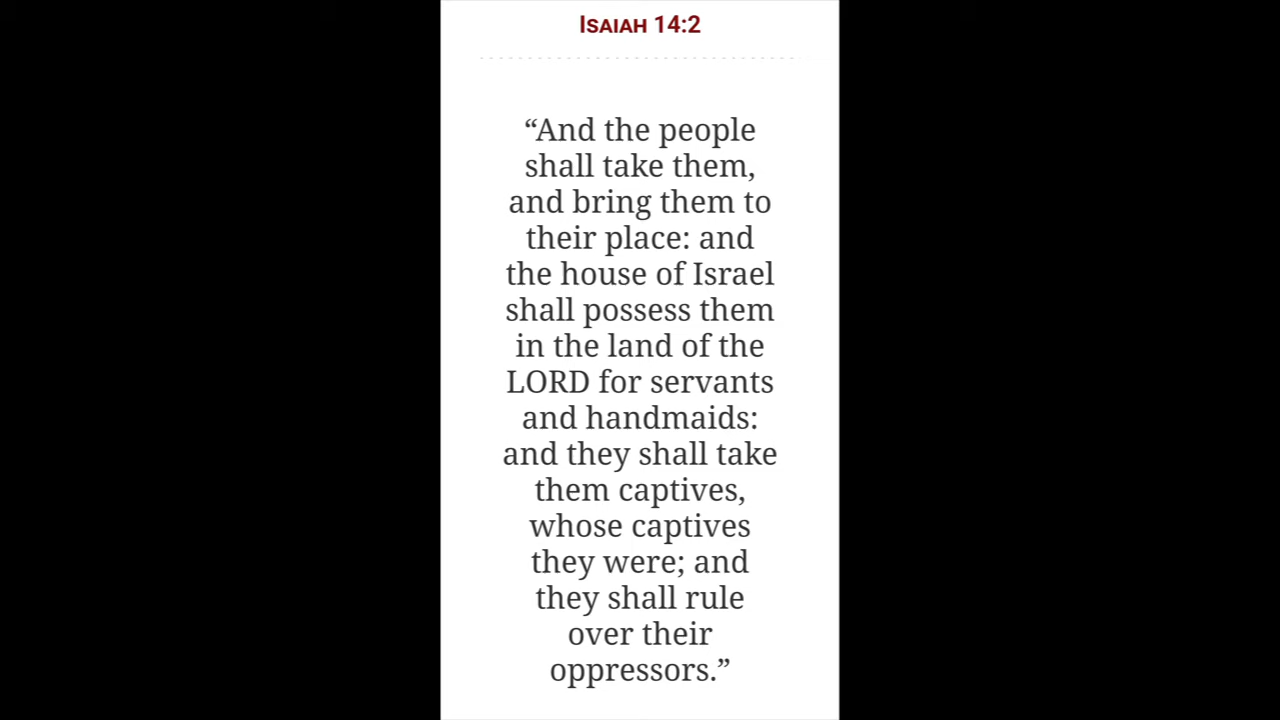 Isaiah 14:2
“And the people
shall take them,
and bring them to
their place: and
the house of Israel
shall possess them
in the land of the
LORD for servants
and handmaids:
and they shall take
them captives,
whose captives
they were; and
they shall rule
over their
oppressors.”